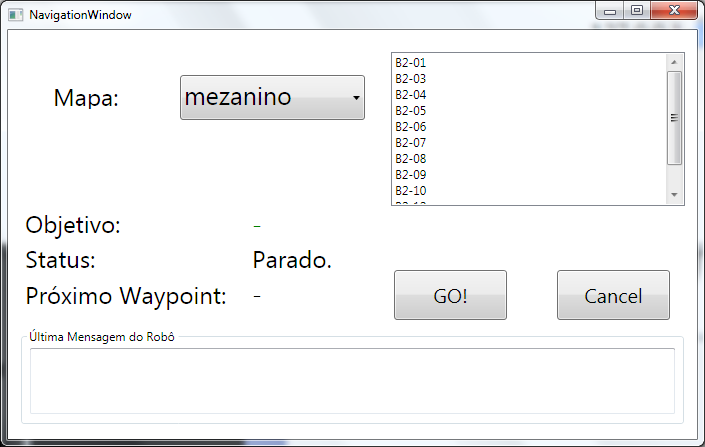 NavigationWindow
Mapa:
mezanino
B2-01
B2-03
B2-04
B2-05
B2-06
B2-07
B2-08
B2-09
B2-10
Objetivo:
-
Status:
Parado.
Próximo Waypoint:
-
GO!
Cancel
Última Mensagem do Robô